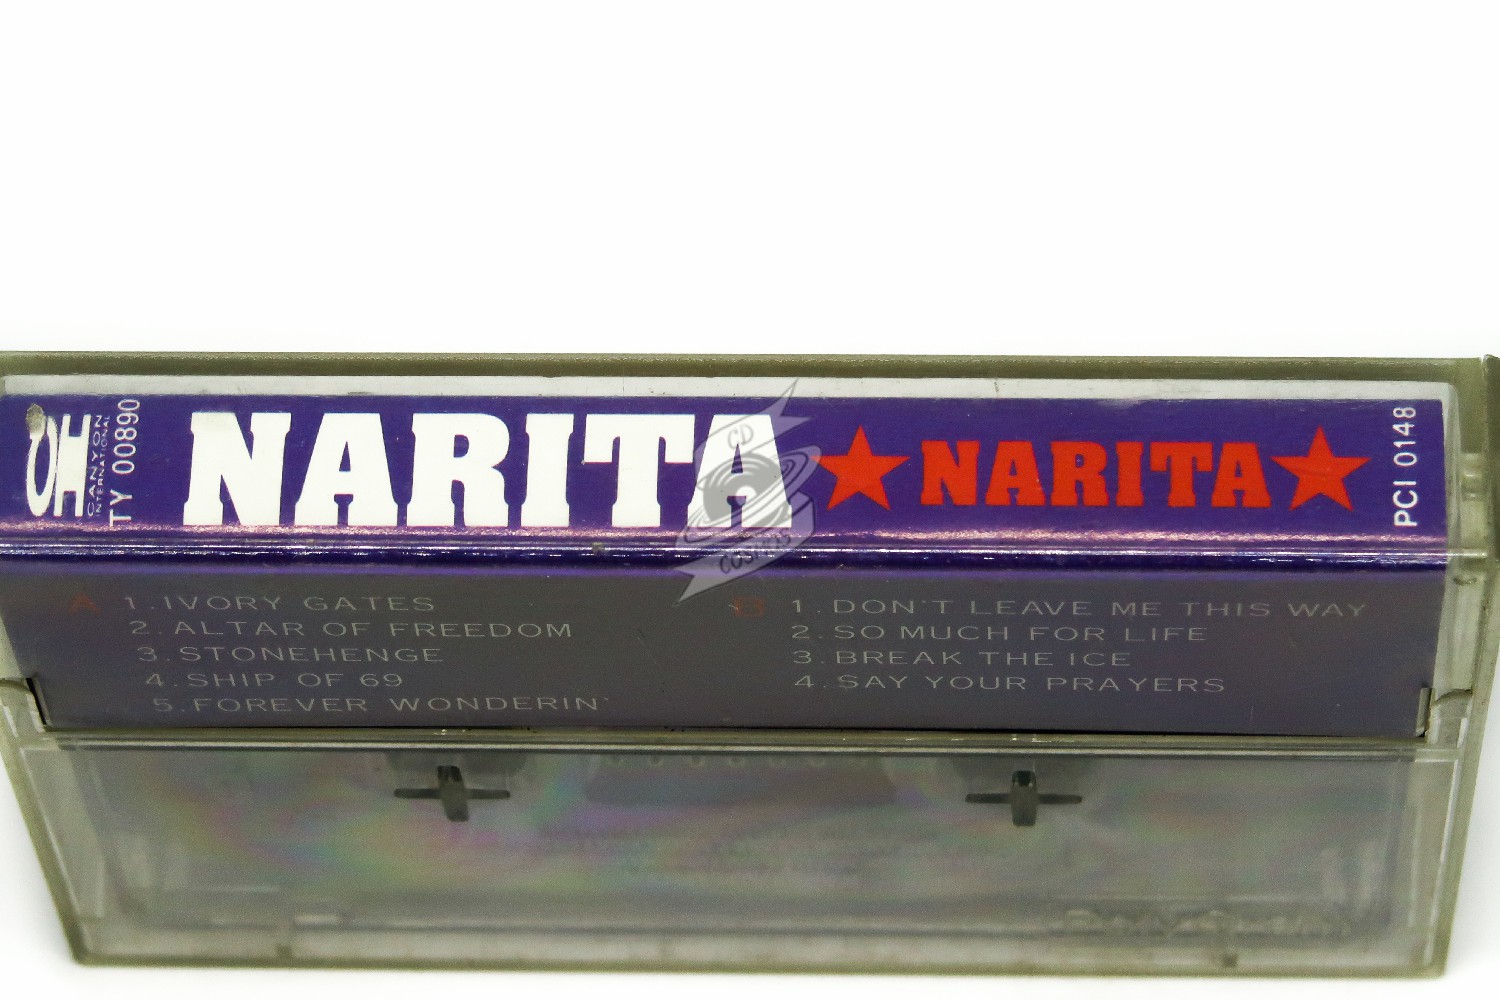 OH
CANYON
INTERNATIONAL
TY 00890
NARITA
★ NARITA ★
PCI 0148
CD
COSMOS
A
1. IVORY GATES
2. ALTAR OF FREEDOM
3. STONEHENGE
4. SHIP OF 69
5. FOREVER WONDERIN'
B
1. DON'T LEAVE ME THIS WAY
2. SO MUCH FOR LIFE
3. BREAK THE ICE
4. SAY YOUR PRAYERS